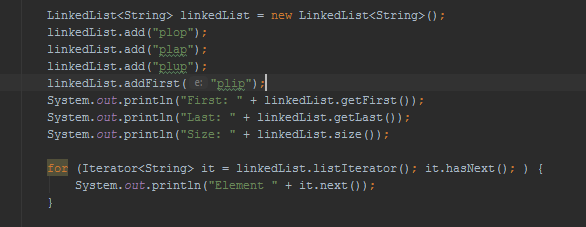 LinkedList<String> linkedList = new LinkedList<String>();
linkedList.add("plop");
linkedList.add("plap");
linkedList.add("plup");
linkedList.addFirst( e: "plip");
System.out.println("First: " + linkedList.getFirst());
System.out.println("Last: " + linkedList.getLast());
System.out.println("Size: " + linkedList.size());
for (Iterator<String> it = linkedList.listIterator(); it.hasNext(); ) {
System.out.println("Element " + it.next());
}